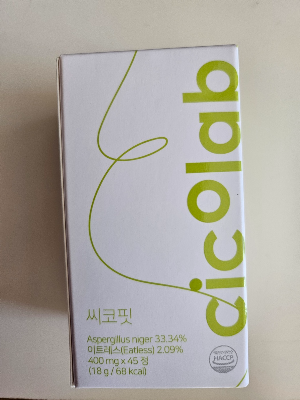 cicolab
씨코핏
Aspergillus niger 33.34%
이트레스(Eatless) 2.09%
400 mg x 45 정
(18 g / 68 kcal)
HACCP